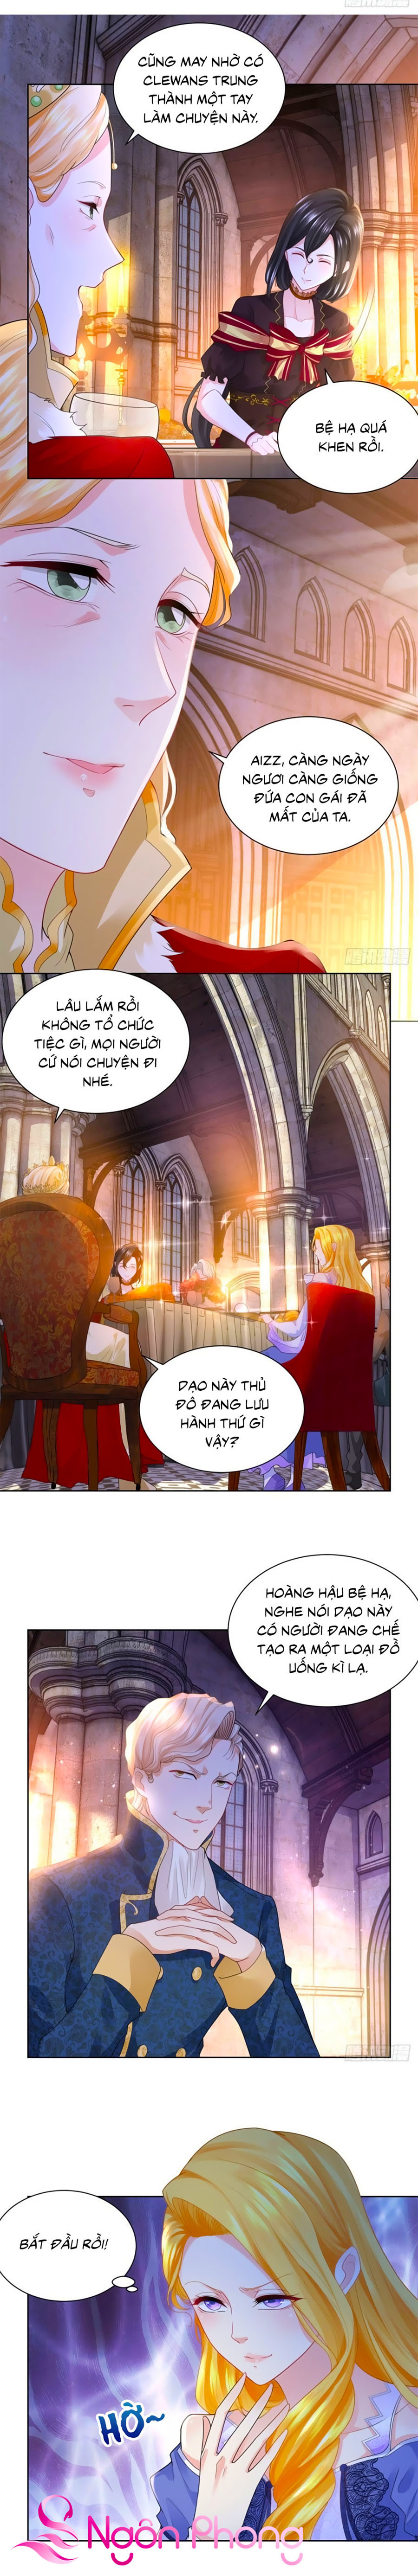 CŨNG MAY NHỜ CÓ
CLEWANS TRUNG
THÀNH MỘT TAY
LÀM CHUYỆN NÀY.
BỆ HẠ QUÁ
KHEN RỒI.
AIZZ, CÀNG NGÀY
NGƯƠI CÀNG GIỐNG
ĐỨA CON GÁI ĐÃ
MẤT CỦA TA.
LÂU LẮM RỒI
KHÔNG TỔ CHỨC
TIỆC GÌ, MỌI NGƯỜI
CỨ NÓI CHUYỆN ĐI
NHÉ.
DẠO NÀY THỦ
ĐÔ ĐANG LƯU
HÀNH THỨ GÌ
VẬY?
HOÀNG HẬU BỆ HẠ,
NGHE NÓI DẠO NÀY
CÓ NGƯỜI ĐANG CHẾ
TẠO RA MỘT LOẠI ĐỒ
UỐNG KÌ LẠ.
BẮT ĐẦU RỒI!
HỜ~
Ngôn Phong